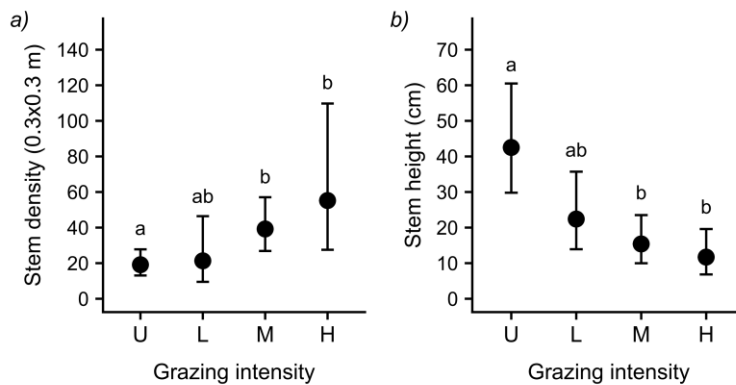 a)
Stem density (0.3x0.3 m)
140
120
100
80
60
40
20
0
a
ab
b
b
U L M H
Grazing intensity
b)
Stem height (cm)
70
60
50
40
30
20
10
0
a
ab
b
b
U L M H
Grazing intensity